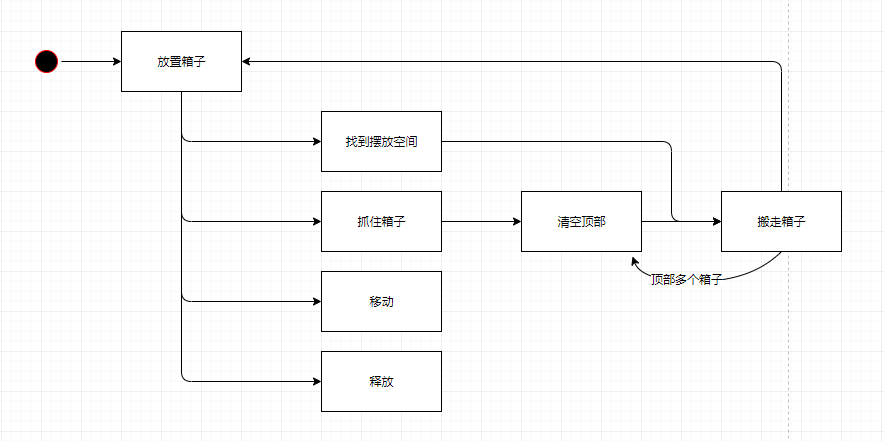 放置箱子
找到摆放空间
抓住箱子
清空顶部
搬走箱子
顶部多个箱子
移动
释放